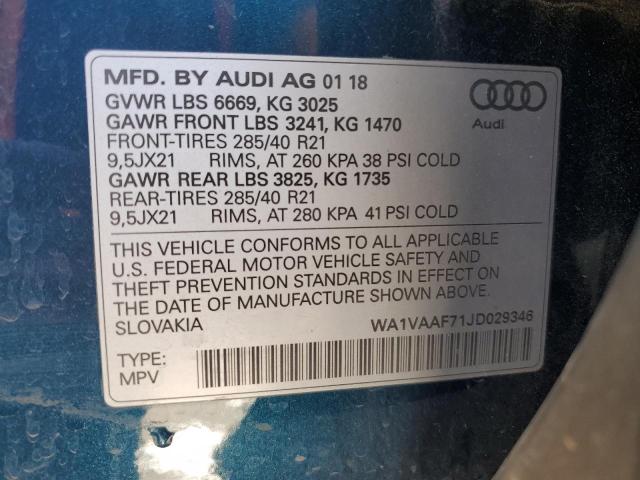 MFD. BY AUDI AG 01 18
GVWR LBS 6669, KG 3025
GAWR FRONT LBS 3241, KG 1470
FRONT-TIRES 285/40 R21
9,5JX21 RIMS, AT 260 KPA 38 PSI COLD
GAWR REAR LBS 3825, KG 1735
REAR-TIRES 285/40 R21
9,5JX21 RIMS, AT 280 KPA 41 PSI COLD
Audi
THIS VEHICLE CONFORMS TO ALL APPLICABLE
U.S. FEDERAL MOTOR VEHICLE SAFETY AND
THEFT PREVENTION STANDARDS IN EFFECT ON
THE DATE OF MANUFACTURE SHOWN ABOVE.
SLOVAKIA WA1VAAF71JD029346
TYPE:
MPV